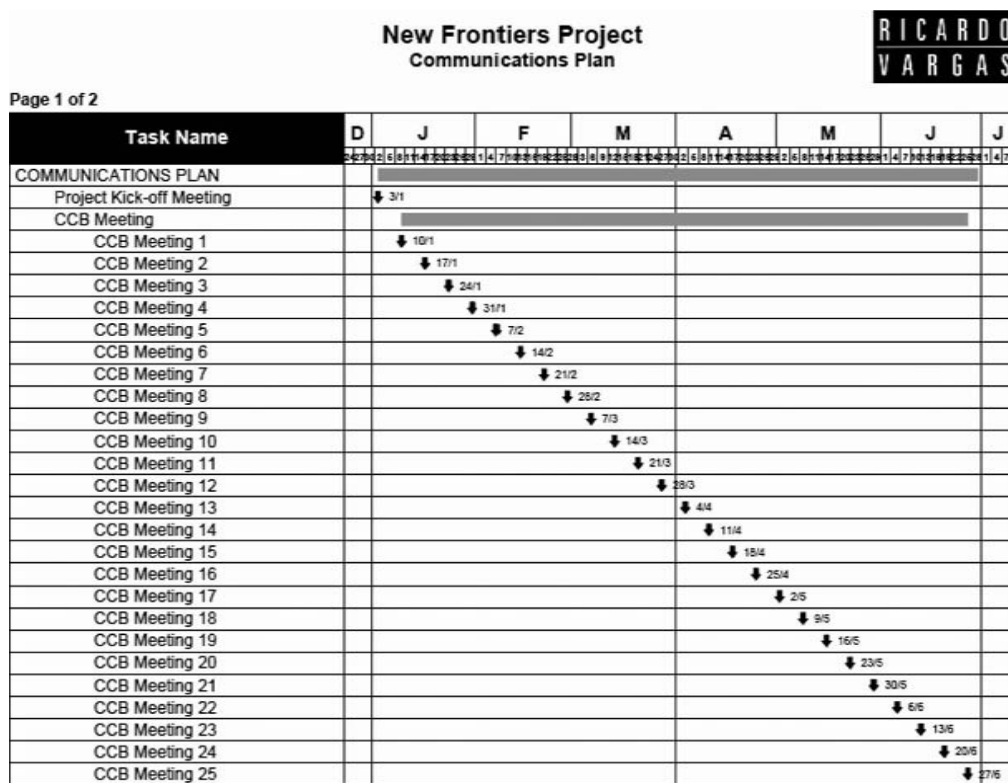 New Frontiers Project
Communications Plan
RICARDO
VARGAS
Page 1 of 2
Task Name D J F M A M J J
COMMUNICATIONS PLAN
Project Kick-off Meeting 3/1
CCB Meeting
CCB Meeting 1 10/1
CCB Meeting 2 17/1
CCB Meeting 3 24/1
CCB Meeting 4 31/1
CCB Meeting 5 7/2
CCB Meeting 6 14/2
CCB Meeting 7 21/2
CCB Meeting 8 28/2
CCB Meeting 9 7/3
CCB Meeting 10 14/3
CCB Meeting 11 21/3
CCB Meeting 12 28/3
CCB Meeting 13 4/4
CCB Meeting 14 11/4
CCB Meeting 15 18/4
CCB Meeting 16 25/4
CCB Meeting 17 2/5
CCB Meeting 18 9/5
CCB Meeting 19 16/5
CCB Meeting 20 23/5
CCB Meeting 21 30/5
CCB Meeting 22 6/6
CCB Meeting 23 13/6
CCB Meeting 24 20/6
CCB Meeting 25 27/6